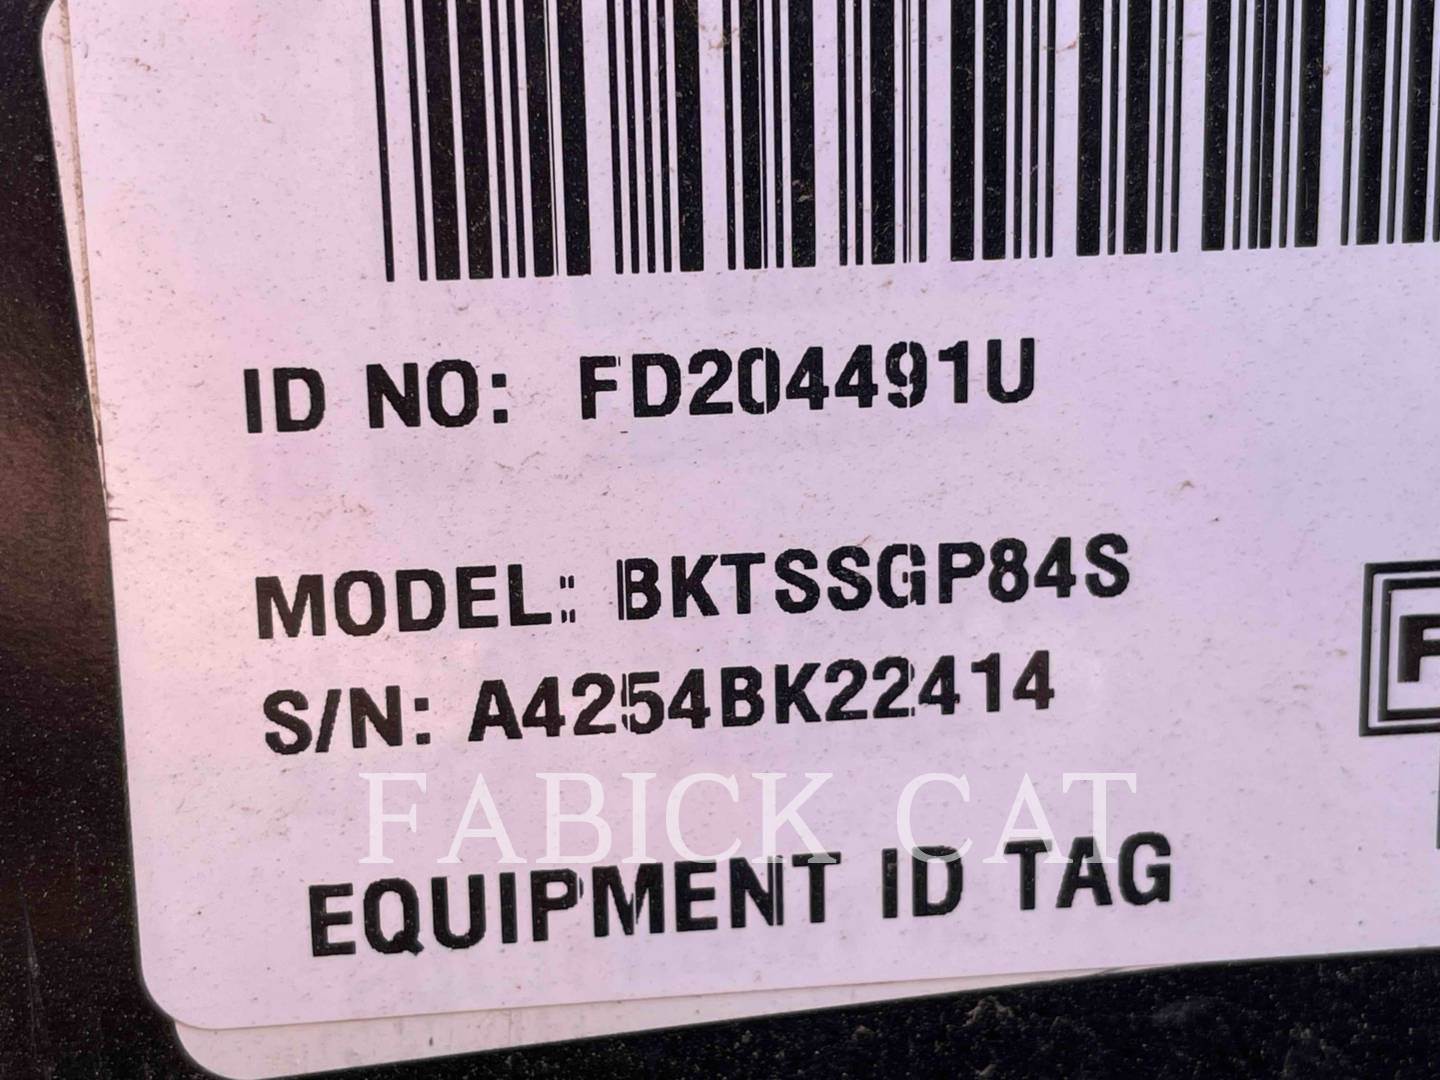 ID NO: FD204491U
MODEL: BKTSSGP84S
S/N: A4254BK22414
FABICK CAT
EQUIPMENT ID TAG